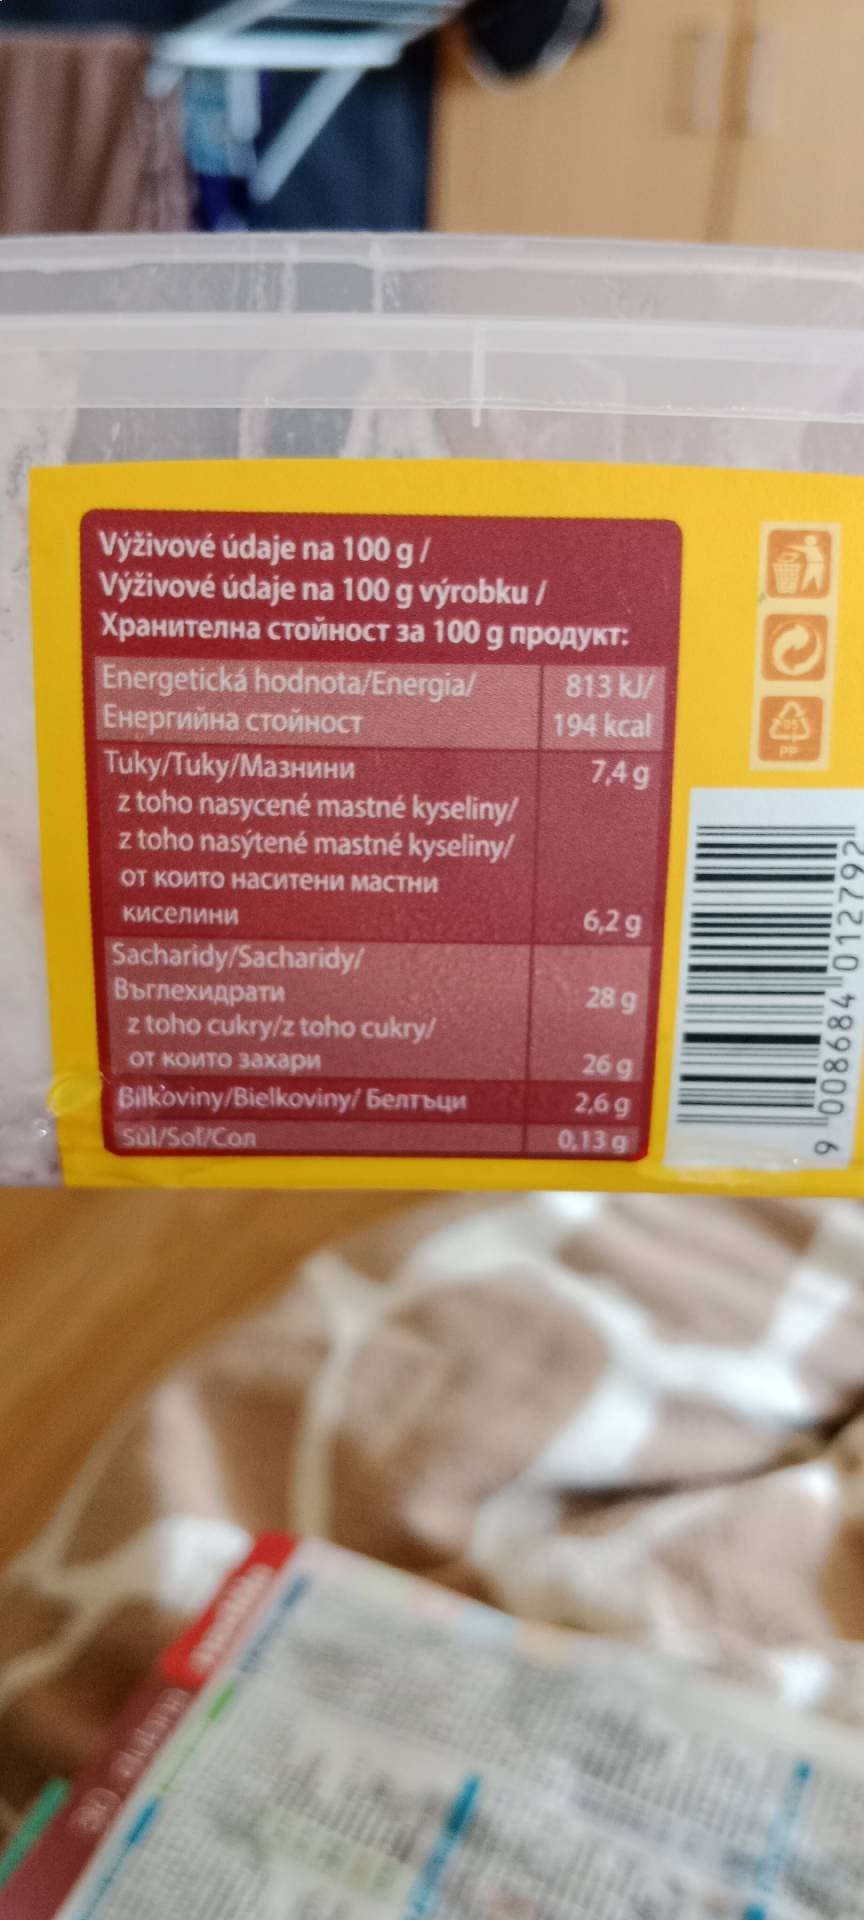 Výživové údaje na 100 g /
Výživové údaje na 100 g výrobku /
Хранителна стойност за 100 g продукт:
Energetická hodnota/Energia/ 813 kJ/
Енергийна стойност 194 kcal
Tuky/Tuky/Мазнини 7,4 g
z toho nasycené mastné kyseliny/
z toho nasýtené mastné kyseliny/
от които наситени мастни
киселини 6,2 g
Sacharidy/Sacharidy/
Въглехидрати 28 g
z toho cukry/z toho cukry/
от които захари 26 g
Bílkoviny/Bielkoviny/ Белтъци 2,6 g
Sůl/Soľ/Сол 0,13 g
05
PP
9 008684 012792